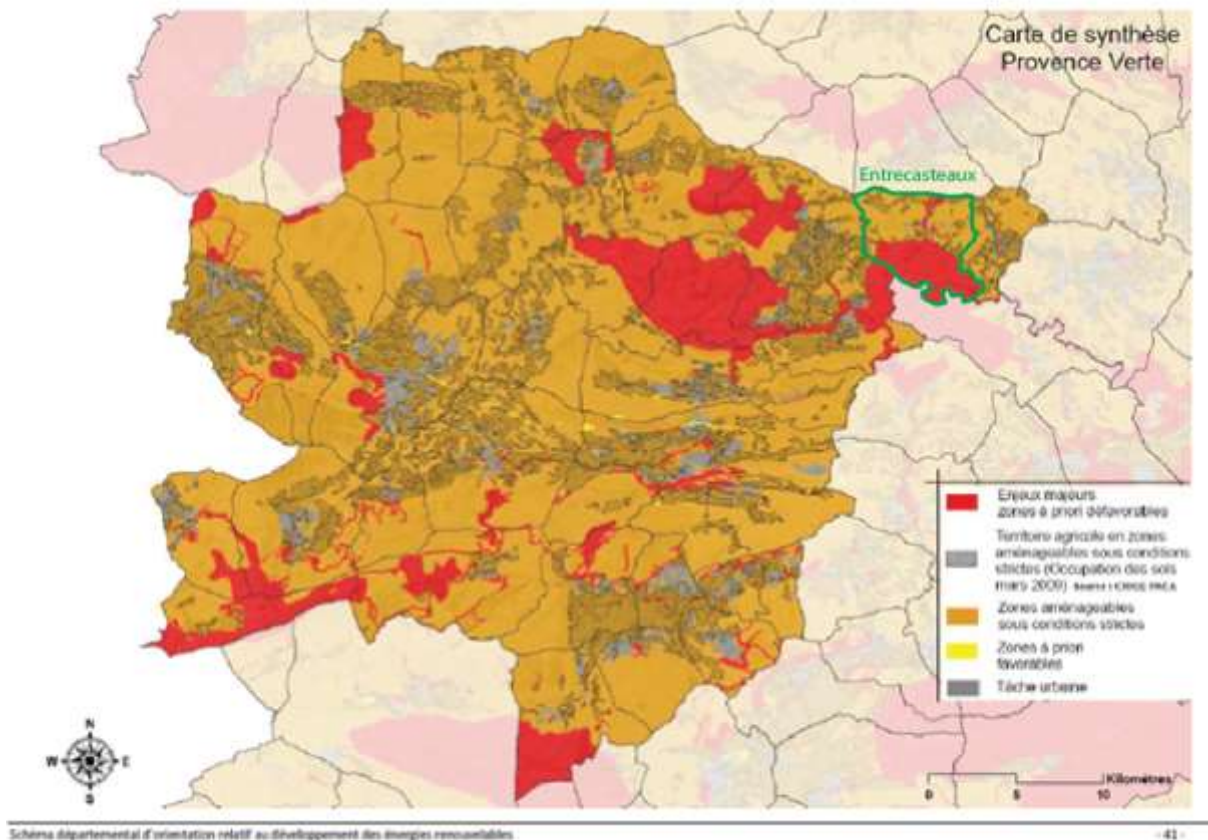 Carte de synthèse
Provence Verte
Entrecasteaux
Enjeux majeurs
zones à priori défavorables
Territoire agricole en zones
aménageables sous conditions
strictes (Occupation des sols
mars 2009)
Zones aménageables
sous conditions strictes
Zones à priori
favorables
Tâche urbaine
N
W E
S
Kilomètres
0 5 10
Schéma départemental d'orientation relatif au développement des énergies renouvelables
- 41 -